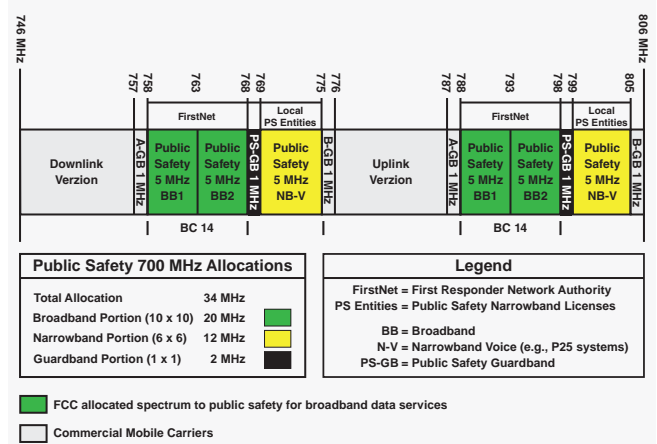 746 MHz
757
758
763
768
769
775
776
787
788
793
798
799
805
806 MHz
FirstNet
Local
PS Entities
FirstNet
Local
PS Entities
Downlink
Verzion
A-GB 1 MHz
Public
Safety
5 MHz
BB1
Public
Safety
5 MHz
BB2
PS-GB 1 MHz
Public
Safety
5 MHz
NB-V
B-GB 1 MHz
Uplink
Verzion
A-GB 1 MHz
Public
Safety
5 MHz
BB1
Public
Safety
5 MHz
BB2
PS-GB 1 MHz
Public
Safety
5 MHz
NB-V
B-GB 1 MHz
BC 14
BC 14
Public Safety 700 MHz Allocations
Total Allocation 34 MHz
Broadband Portion (10 x 10) 20 MHz
Narrowband Portion (6 x 6) 12 MHz
Guardband Portion (1 x 1) 2 MHz
Legend
FirstNet = First Responder Network Authority
PS Entities = Public Safety Narrowband Licenses
BB = Broadband
N-V = Narrowband Voice (e.g., P25 systems)
PS-GB = Public Safety Guardband
FCC allocated spectrum to public safety for broadband data services
Commercial Mobile Carriers